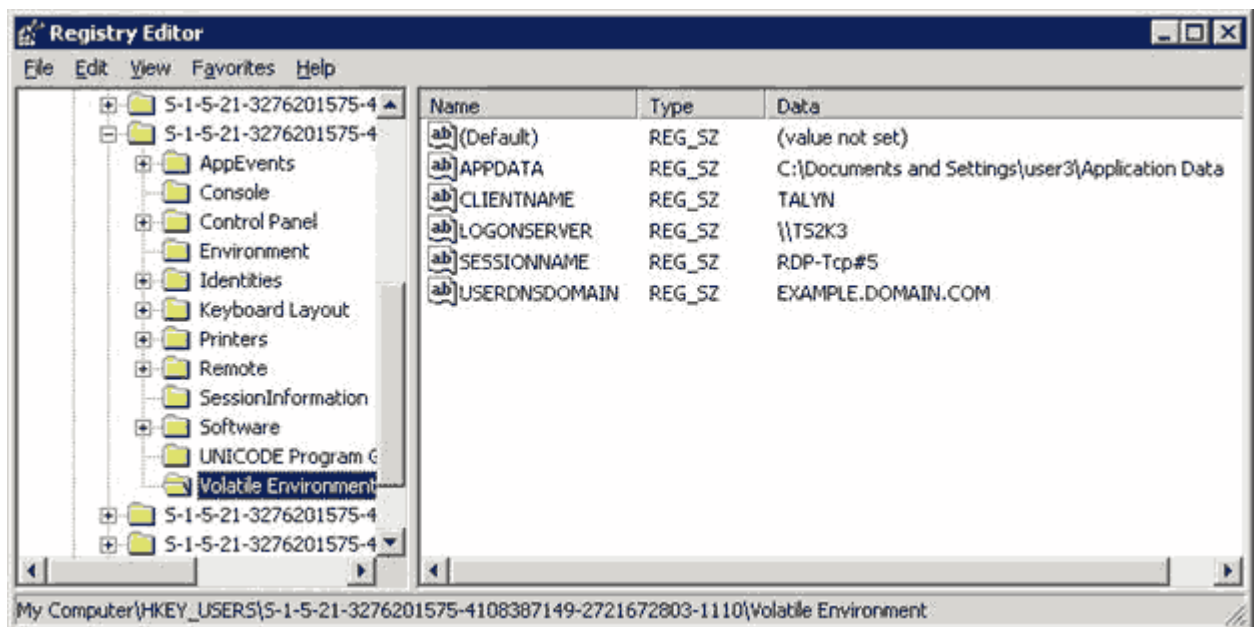 Registry Editor
File Edit View Favorites Help
S-1-5-21-3276201575-4
S-1-5-21-3276201575-4
AppEvents
Console
Control Panel
Environment
Identities
Keyboard Layout
Printers
Remote
SessionInformation
Software
UNICODE Program G
Volatile Environment
S-1-5-21-3276201575-4
S-1-5-21-3276201575-4
Name Type Data
(Default) REG_SZ (value not set)
APPDATA REG_SZ C:\Documents and Settings\user3\Application Data
CLIENTNAME REG_SZ TALYN
LOGONSERVER REG_SZ \\TS2K3
SESSIONNAME REG_SZ RDP-Tcp#5
USERDNSDOMAIN REG_SZ EXAMPLE.DOMAIN.COM
My Computer\HKEY_USERS\S-1-5-21-3276201575-4108387149-2721672803-1110\Volatile Environment